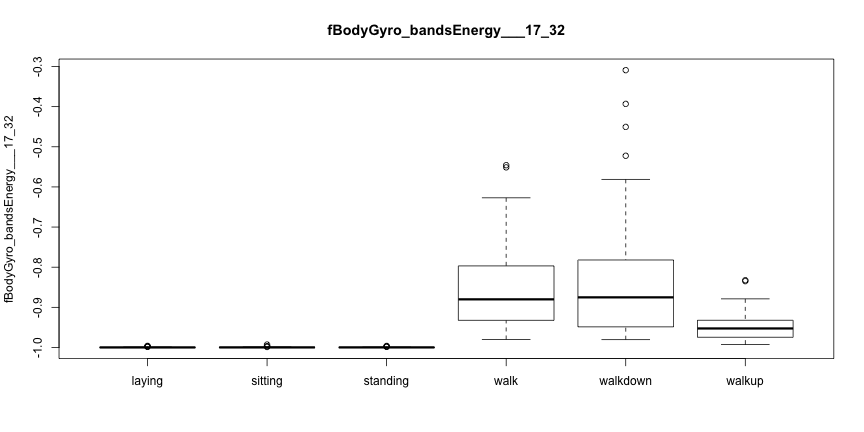 fBodyGyro_bandsEnergy___17_32
fBodyGyro_bandsEnergy___17_32
-0.3
-0.4
-0.5
-0.6
-0.7
-0.8
-0.9
-1.0
laying sitting standing walk walkdown walkup